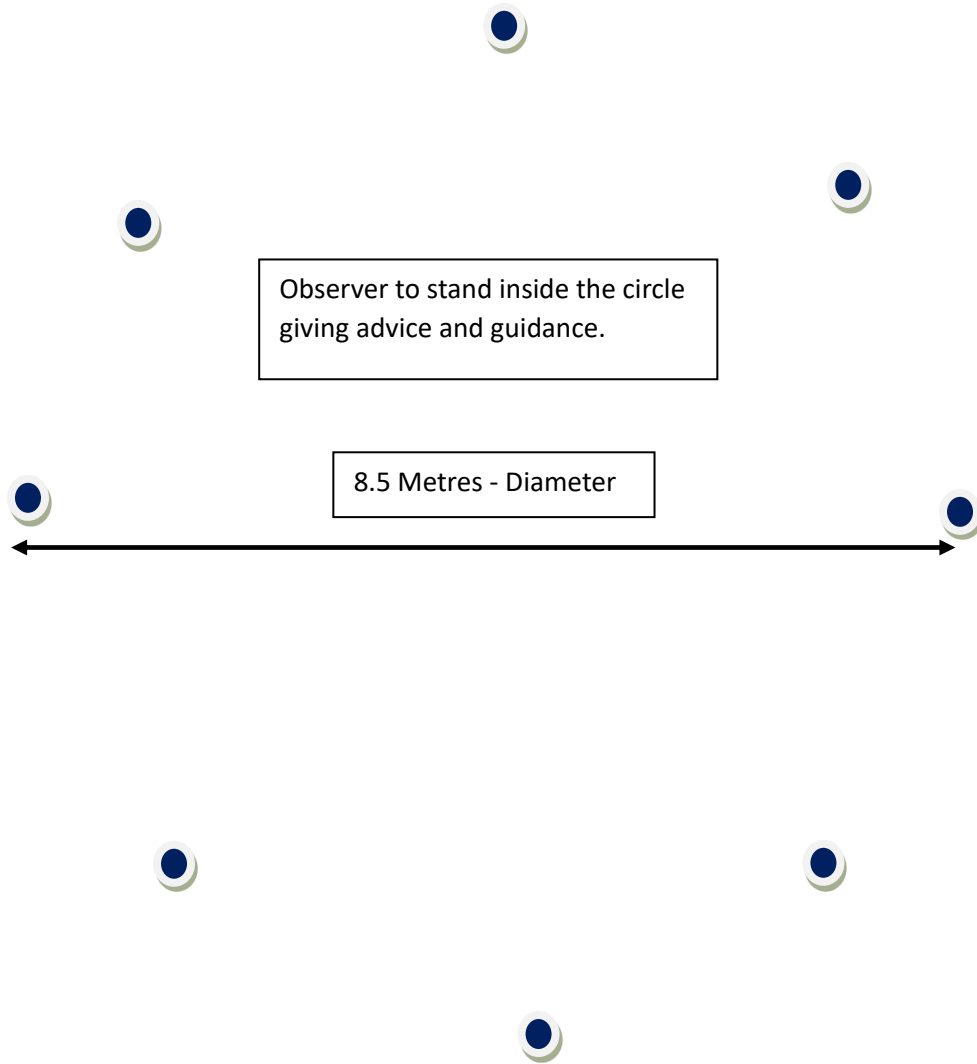 Observer to stand inside the circle
giving advice and guidance.
8.5 Metres - Diameter